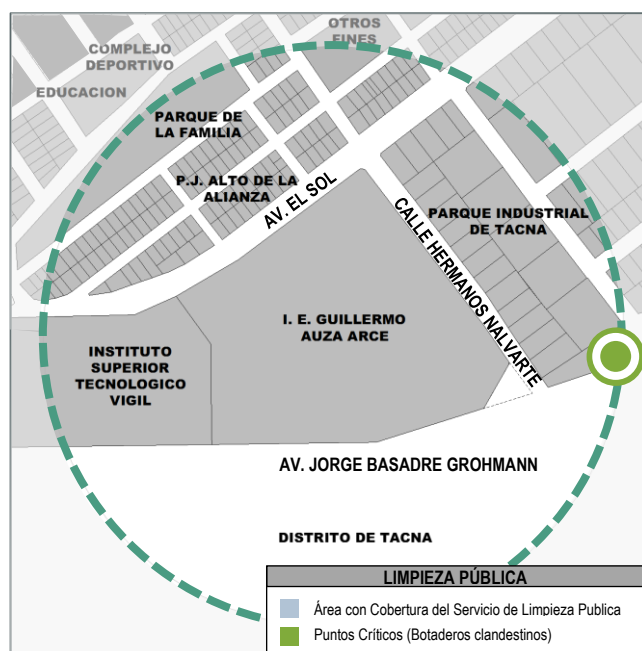 OTROS
FINES
COMPLEJO
DEPORTIVO
EDUCACION
PARQUE DE
LA FAMILIA
P.J. ALTO DE LA
ALIANZA
AV. EL SOL
PARQUE INDUSTRIAL
DE TACNA
CALLE HERMANOS NALVARTE
I. E. GUILLERMO
AUZA ARCE
INSTITUTO
SUPERIOR
TECNOLOGICO
VIGIL
AV. JORGE BASADRE GROHMANN
DISTRITO DE TACNA
LIMPIEZA PÚBLICA
Área con Cobertura del Servicio de Limpieza Publica
Puntos Críticos (Botaderos clandestinos)